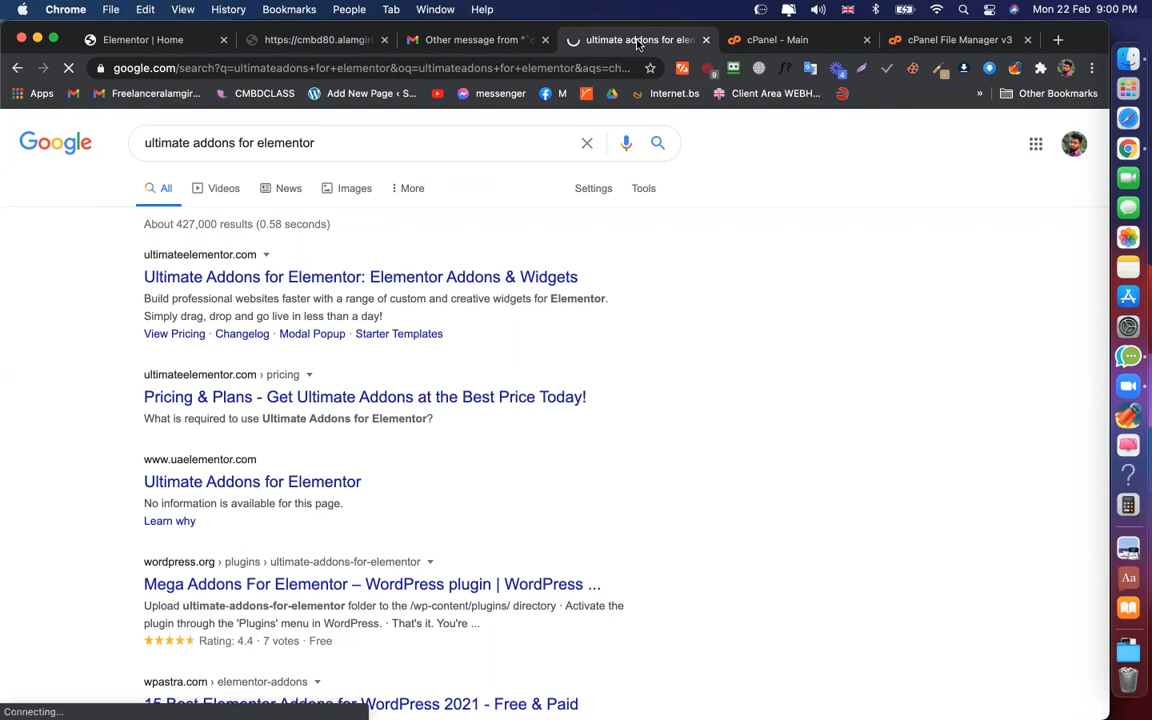 Chrome File Edit View History Bookmarks People Tab Window Help Mon 22 Feb 9:00 PM
Elementor | Home https://cmbd80.alamgir Other message from "`c ultimate addons for elem cPanel - Main cPanel File Manager v3
google.com/search?q=ultimateadons+for+elementor&oq=ultimateadons+for+elementor&aqs=ch...
Apps Freelanceralamgir... CMBDCLASS Add New Page ‹ S... messenger M Internet.bs Client Area WEBH... » Other Bookmarks
Google ultimate addons for elementor
All Videos News Images More Settings Tools
About 427,000 results (0.58 seconds)
ultimateelementor.com
Ultimate Addons for Elementor: Elementor Addons & Widgets
Build professional websites faster with a range of custom and creative widgets for Elementor.
Simply drag, drop and go live in less than a day!
View Pricing · Changelog · Modal Popup · Starter Templates
ultimateelementor.com › pricing
Pricing & Plans - Get Ultimate Addons at the Best Price Today!
What is required to use Ultimate Addons for Elementor?
www.uaelementor.com
Ultimate Addons for Elementor
No information is available for this page.
Learn why
wordpress.org › plugins › ultimate-addons-for-elementor
Mega Addons For Elementor – WordPress plugin | WordPress ...
Upload ultimate-addons-for-elementor folder to the /wp-content/plugins/ directory · Activate the
plugin through the 'Plugins' menu in WordPress. · That's it. You're ...
Rating: 4.4 · 7 votes · Free
wpastra.com › elementor-addons
15 Best Elementor Addons for WordPress 2021 - Free & Paid
Connecting...